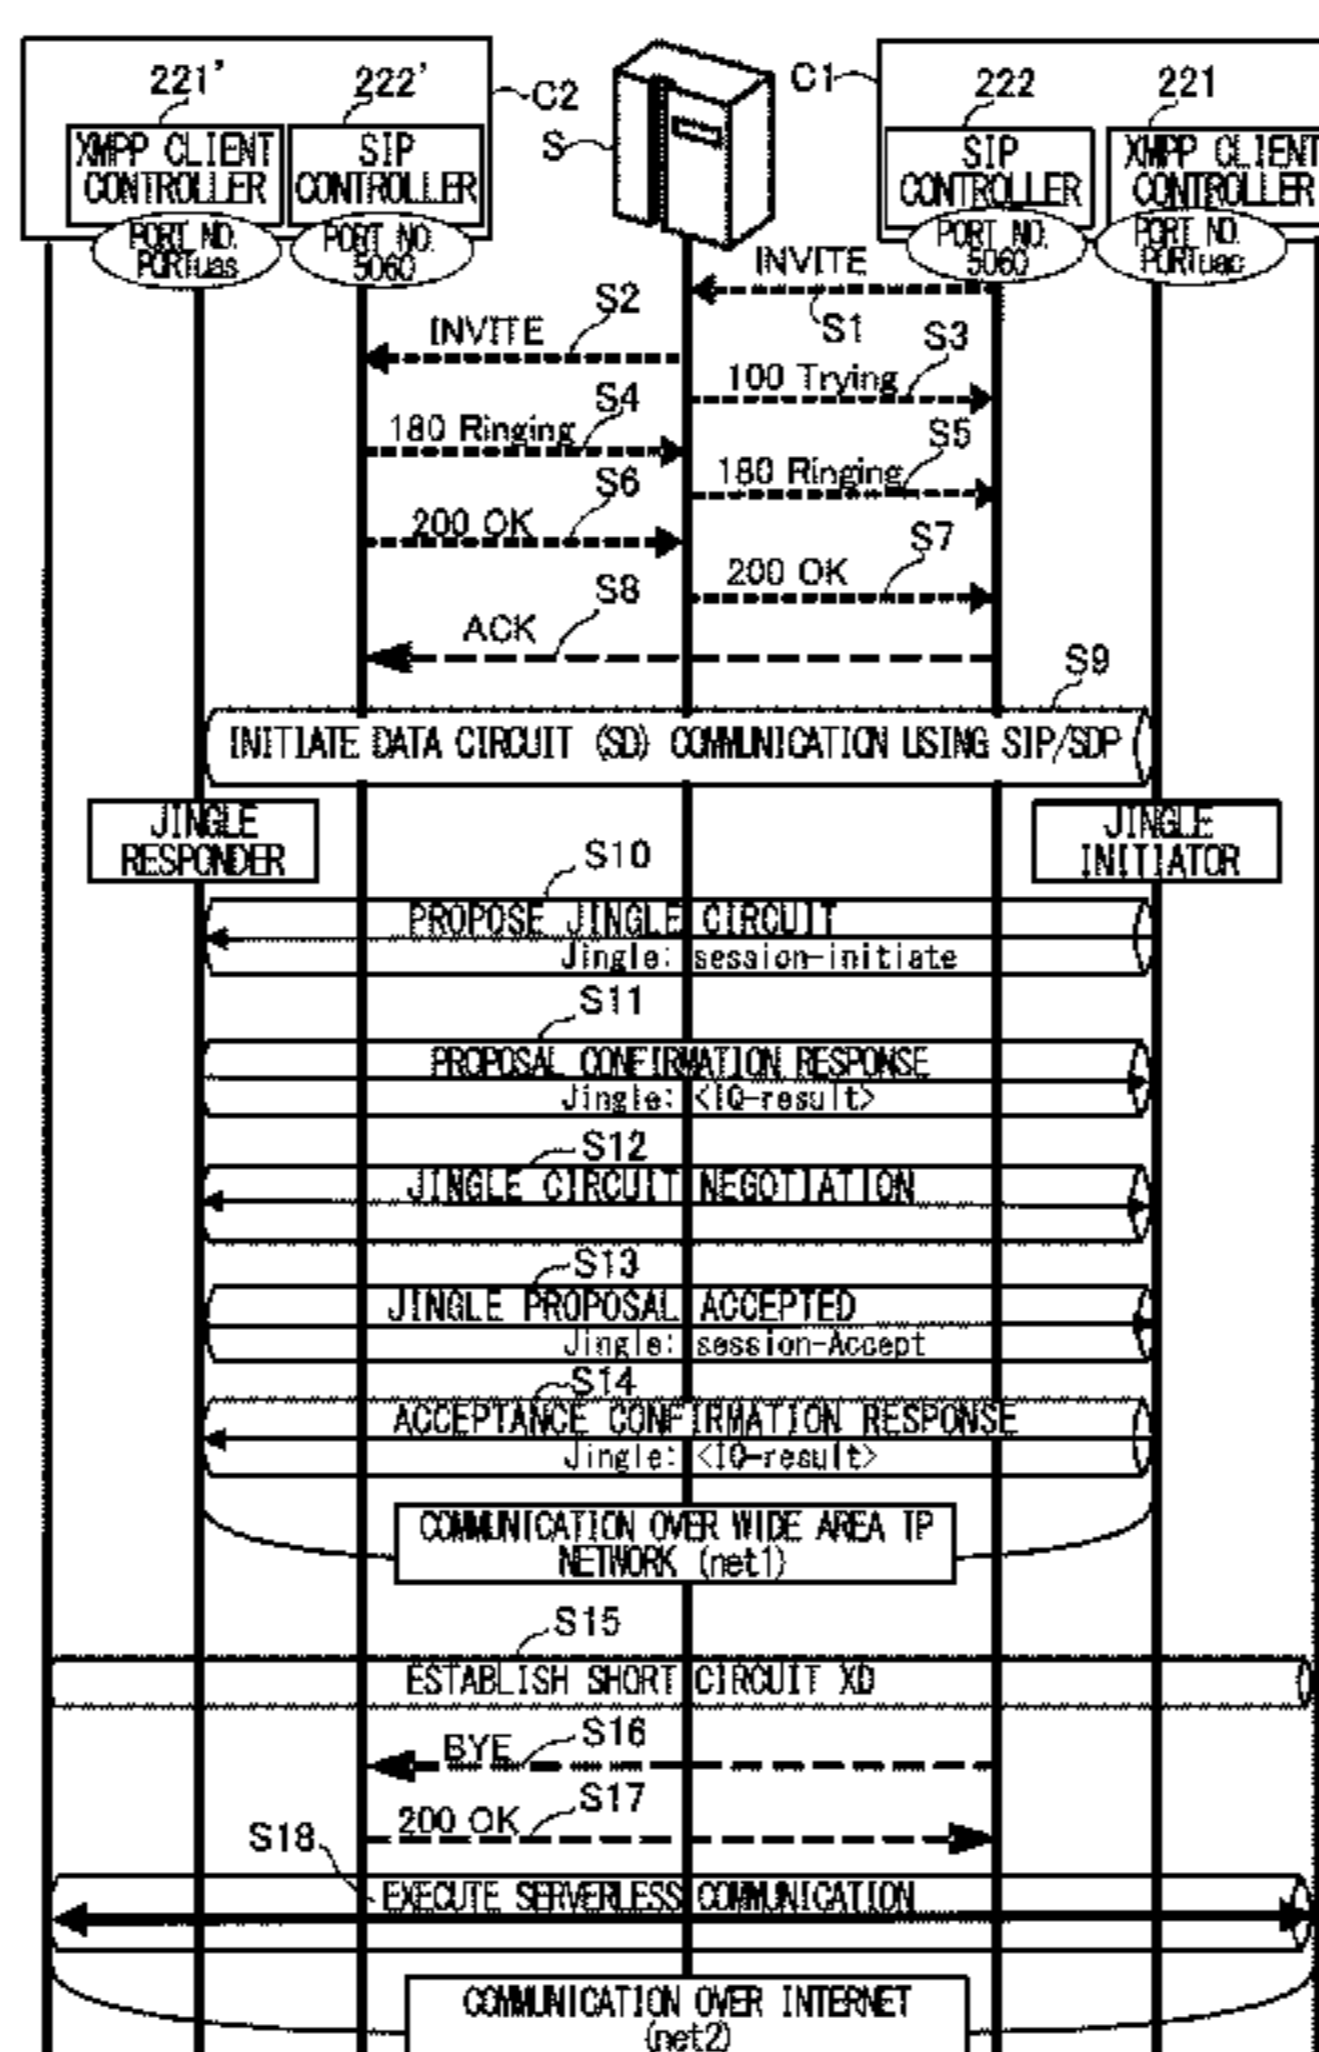 221'
222'
C2
S
C1
222
221
XMPP CLIENT
CONTROLLER
SIP
CONTROLLER
SIP
CONTROLLER
XMPP CLIENT
CONTROLLER
PORT NO.
PORTuas
PORT NO.
5060
PORT NO.
5060
PORT NO.
PORTuac
INVITE
S1
S2
INVITE
S3
100 Trying
S4
180 Ringing
S5
180 Ringing
S6
200 OK
S7
200 OK
S8
ACK
S9
INITIATE DATA CIRCUIT (SD) COMMUNICATION USING SIP/SDP
JINGLE
RESPONDER
JINGLE
INITIATOR
S10
PROPOSE JINGLE CIRCUIT
Jingle: session-initiate
S11
PROPOSAL CONFIRMATION RESPONSE
Jingle: <IQ-result>
S12
JINGLE CIRCUIT NEGOTIATION
S13
JINGLE PROPOSAL ACCEPTED
Jingle: session-Accept
S14
ACCEPTANCE CONFIRMATION RESPONSE
Jingle: <IQ-result>
COMMUNICATION OVER WIDE AREA IP
NETWORK (net1)
S15
ESTABLISH SHORT CIRCUIT XD
S16
BYE
S17
200 OK
S18
EXECUTE SERVERLESS COMMUNICATION
COMMUNICATION OVER INTERNET
(net2)